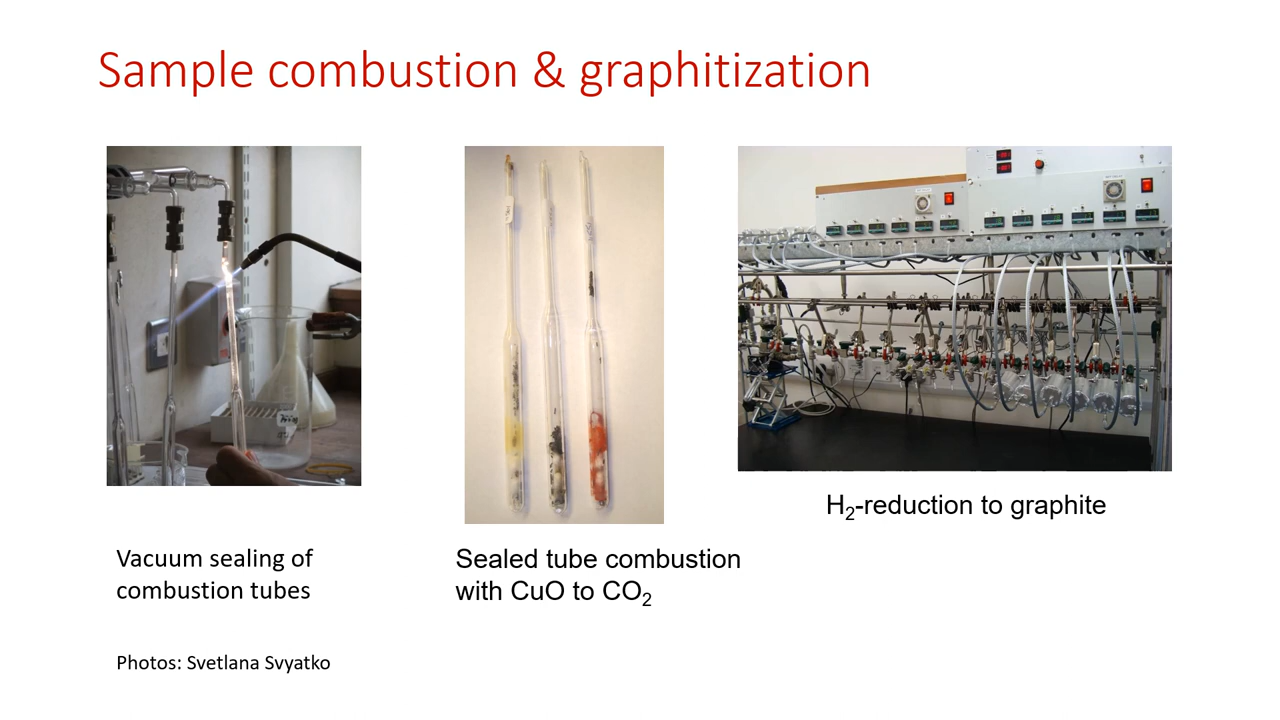 Sample combustion & graphitization
H₂-reduction to graphite
Vacuum sealing of
combustion tubes
Sealed tube combustion
with CuO to CO₂
Photos: Svetlana Svyatko